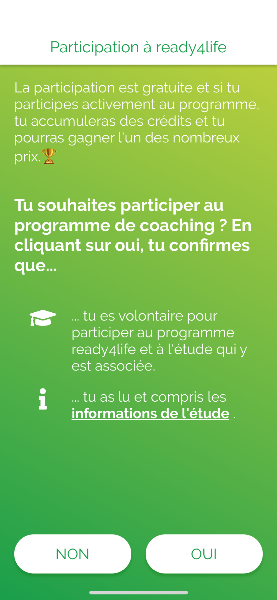 Participation à ready4life
La participation est gratuite et si tu
participes activement au programme,
tu accumuleras des crédits et tu
pourras gagner l'un des nombreux
prix.🏆
Tu souhaites participer au
programme de coaching ? En
cliquant sur oui, tu confirmes
que...
... tu es volontaire pour
participer au programme
ready4life et à l'étude qui y
est associée.
... tu as lu et compris les
informations de l'étude .
NON
OUI